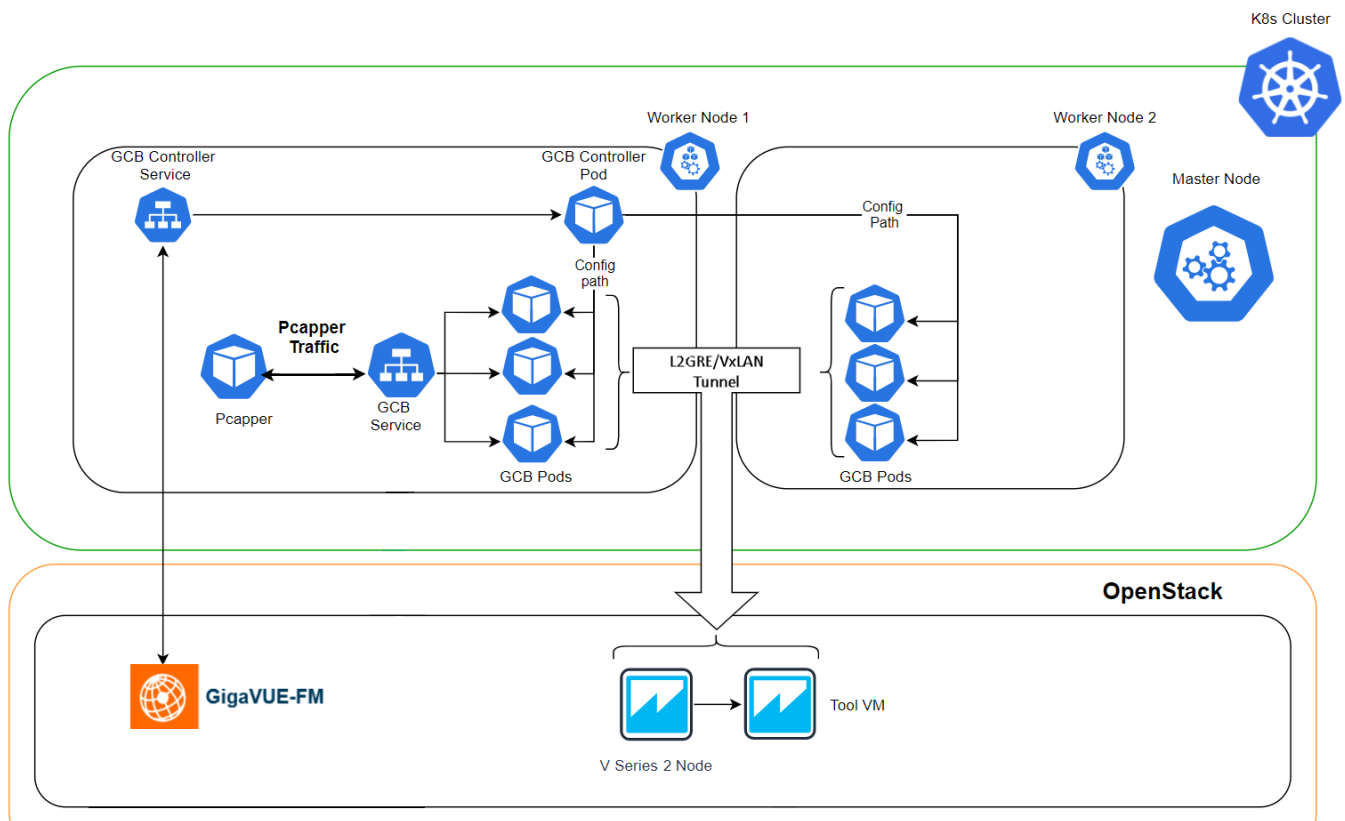 K8s Cluster
Worker Node 1
Worker Node 2
GCB Controller
Service
GCB Controller
Pod
Master Node
Config
Path
Config
path
Pcapper
Traffic
L2GRE/VxLAN
Tunnel
Pcapper
GCB
Service
GCB Pods
GCB Pods
OpenStack
GigaVUE-FM
Tool VM
V Series 2 Node